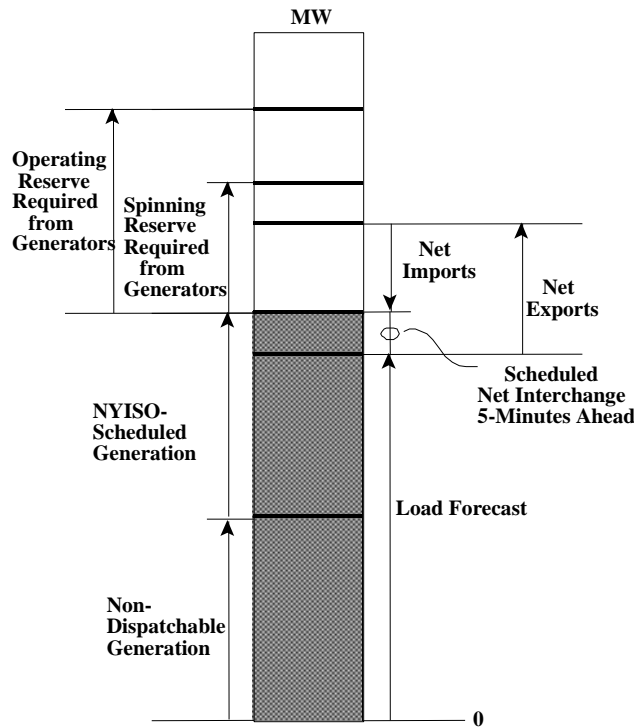 MW
Operating
Reserve
Required
from
Generators
Spinning
Reserve
Required
from
Generators
Net
Imports
Net
Exports
Scheduled
Net Interchange
5-Minutes Ahead
NYISO-
Scheduled
Generation
Load Forecast
Non-
Dispatchable
Generation
0